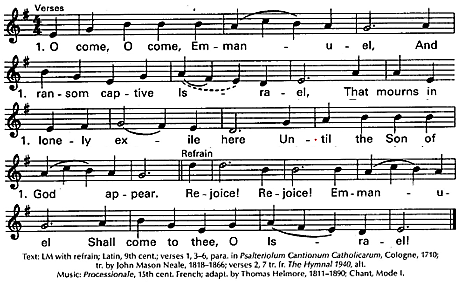 Verses
1. O come, O come, Em - man - u - el, And
1. ran - som cap - tive Is - ra - el, That mourns in
1. lone - ly ex - ile here Un - til the Son of
Refrain
1. God ap - pear. Re - joice! Re - joice! Em - man - u -
el Shall come to thee, O Is - ra - el.
Text: LM with refrain; Latin, 9th cent.; verses 1, 3–6, para. in Psalteriolum Cantionum Catholicarum, Cologne, 1710;
tr. by John Mason Neale, 1818–1866; verses 2, 7 tr. fr. The Hymnal 1940, alt.
Music: Processionale, 15th cent. French; adapt. by Thomas Helmore, 1811–1890; Chant, Mode I.